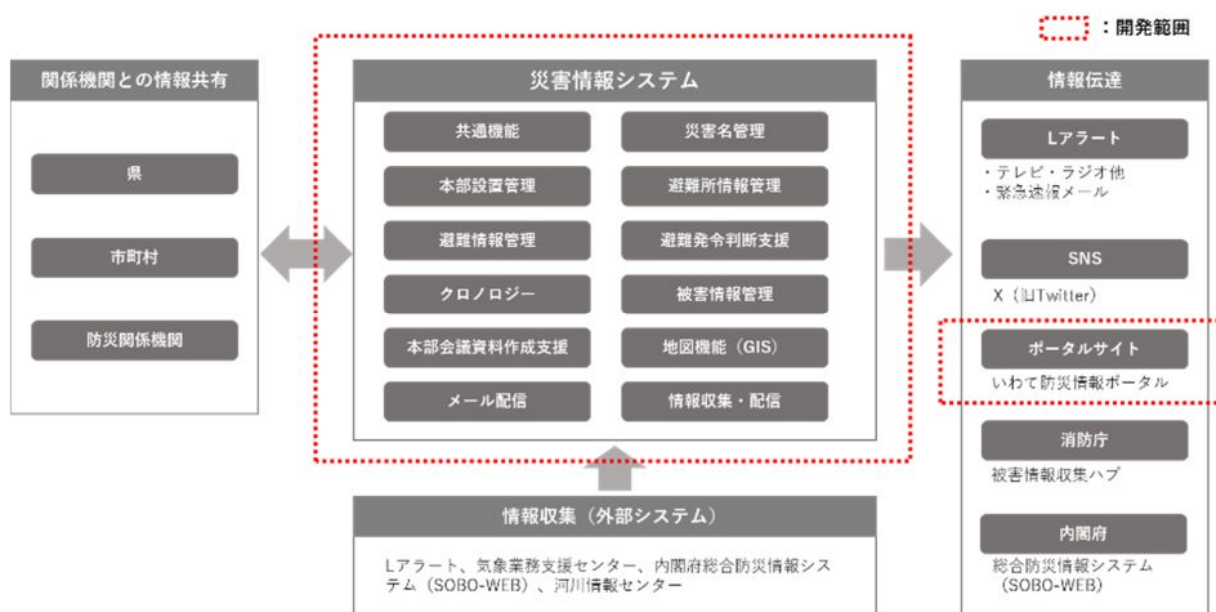 ：開発範囲
関係機関との情報共有
県
市町村
防災関係機関
災害情報システム
共通機能
災害名管理
本部設置管理
避難所情報管理
避難情報管理
避難発令判断支援
クロノロジー
被害情報管理
本部会議資料作成支援
地図機能（GIS）
メール配信
情報収集・配信
情報収集（外部システム）
Lアラート、気象業務支援センター、内閣府総合防災情報シス
テム（SOBO-WEB）、河川情報センター
情報伝達
Lアラート
・テレビ・ラジオ他
・緊急速報メール
SNS
X（旧Twitter）
ポータルサイト
いわて防災情報ポータル
消防庁
被害情報収集ハブ
内閣府
総合防災情報システム
（SOBO-WEB）